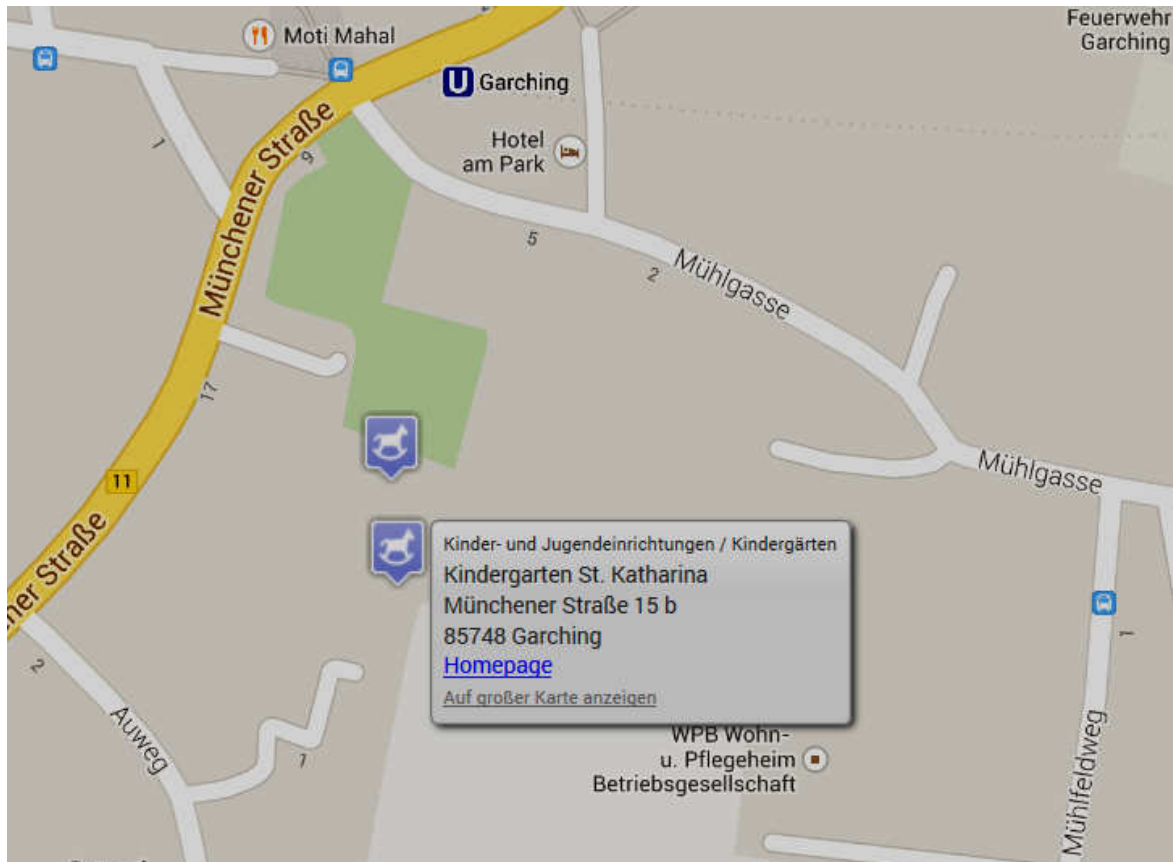 Feuerwehr
Garching
Moti Mahal
U Garching
Münchener Straße
1
9
Hotel
am Park
5
2
Mühlgasse
17
11
Mühlgasse
Kinder- und Jugendeinrichtungen / Kindergärten
Kindergarten St. Katharina
Münchener Straße 15 b
85748 Garching
Homepage
Auf großer Karte anzeigen
ner Straße
2
1
Auweg
1
WPB Wohn-
u. Pflegeheim
Betriebsgesellschaft
Mühlfeldweg